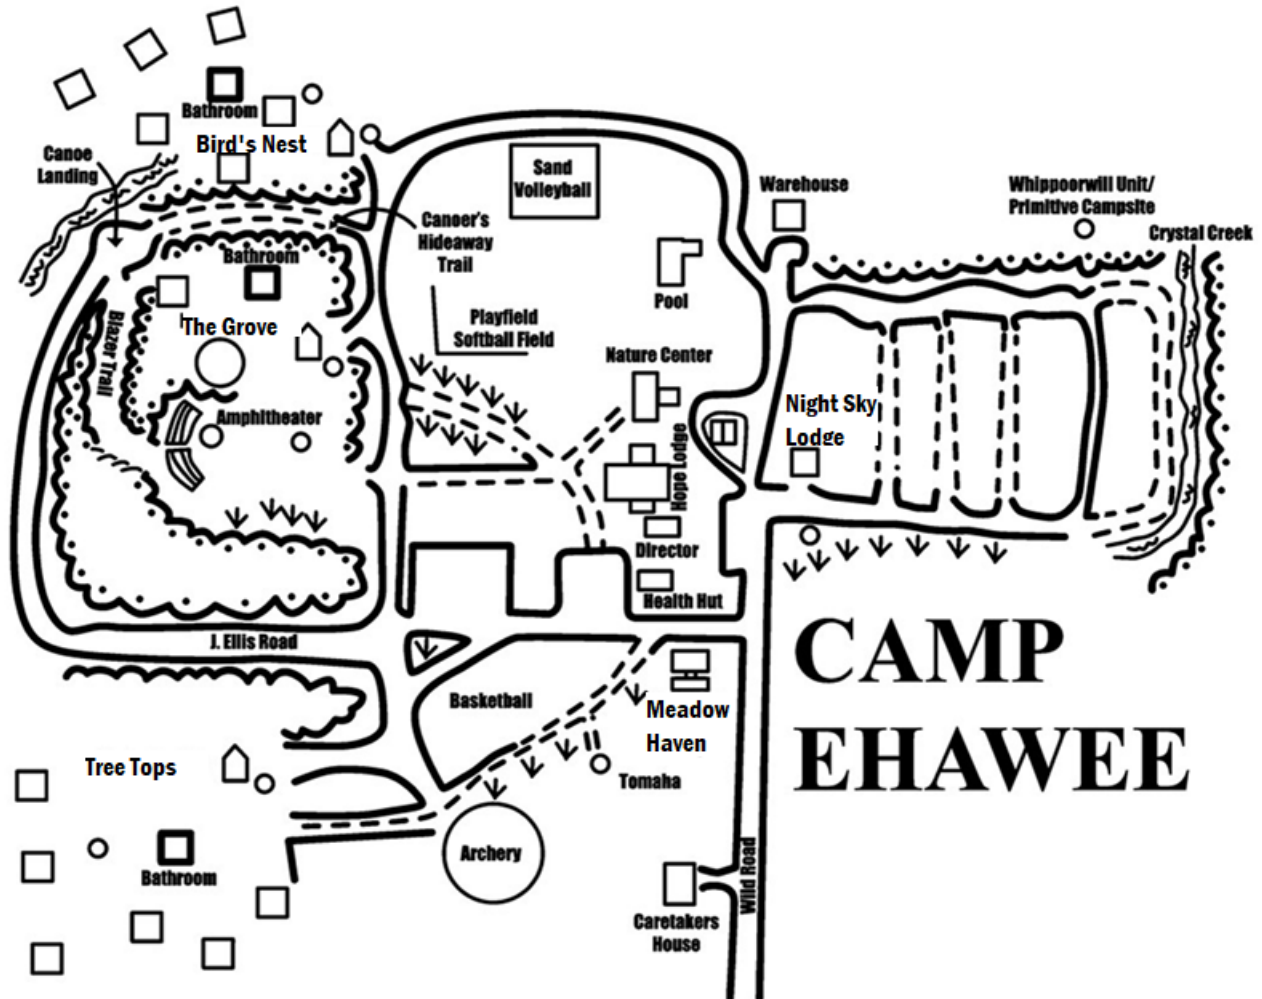 Bathroom
Bird's Nest
Canoe
Landing
Sand
Volleyball
Warehouse
Whippoorwill Unit/
Primitive Campsite
Crystal Creek
Canoer's
Hideaway
Trail
Bathroom
Pool
The Grove
Blazer Trail
Playfield
Softball Field
Nature Center
Night Sky
Lodge
Amphitheater
Hope Lodge
Director
Health Hut
J. Ellis Road
CAMP
EHAWEE
Basketball
Meadow
Haven
Tree Tops
Tomaha
Archery
Bathroom
Wild Road
Caretakers
House